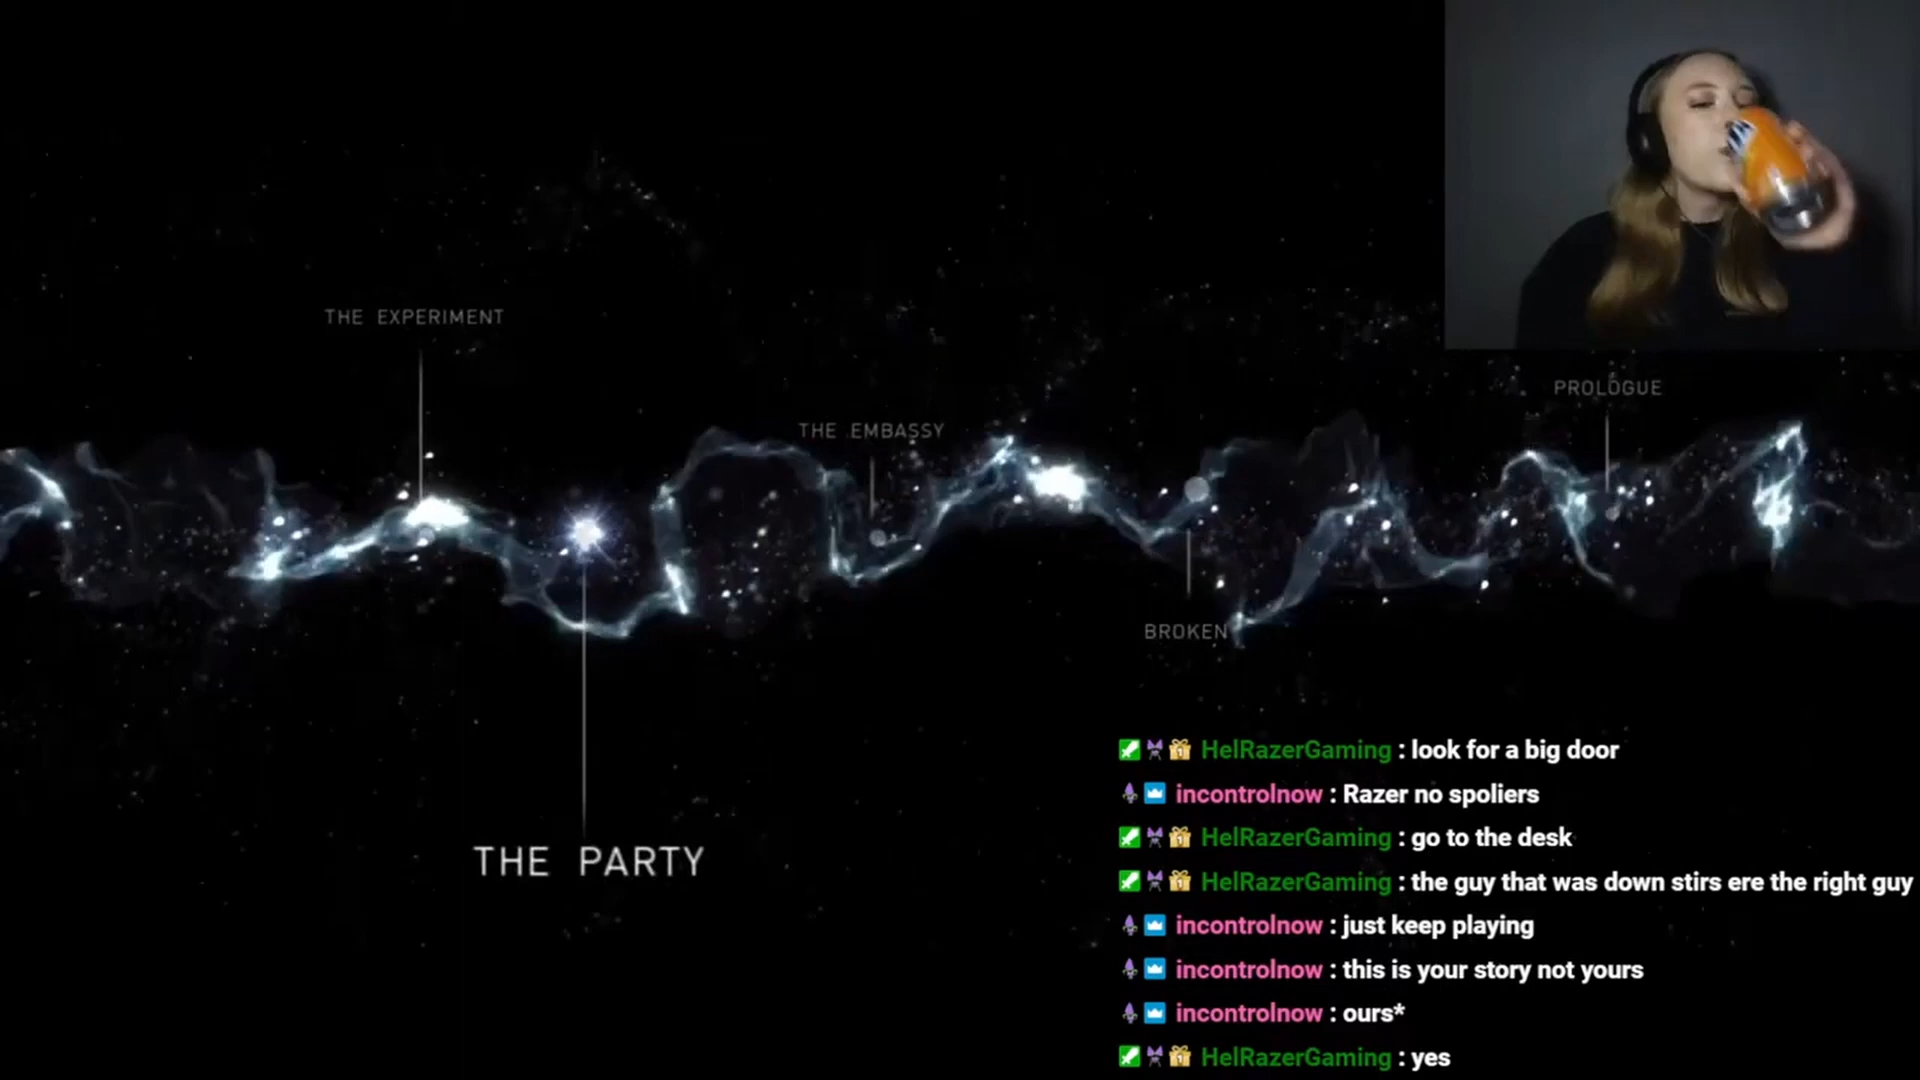 THE EXPERIMENT
PROLOGUE
THE EMBASSY
BROKEN
THE PARTY
HelRazerGaming : look for a big door
incontrolnow : Razer no spoliers
HelRazerGaming : go to the desk
HelRazerGaming : the guy that was down stirs ere the right guy
incontrolnow : just keep playing
incontrolnow : this is your story not yours
incontrolnow : ours*
HelRazerGaming : yes